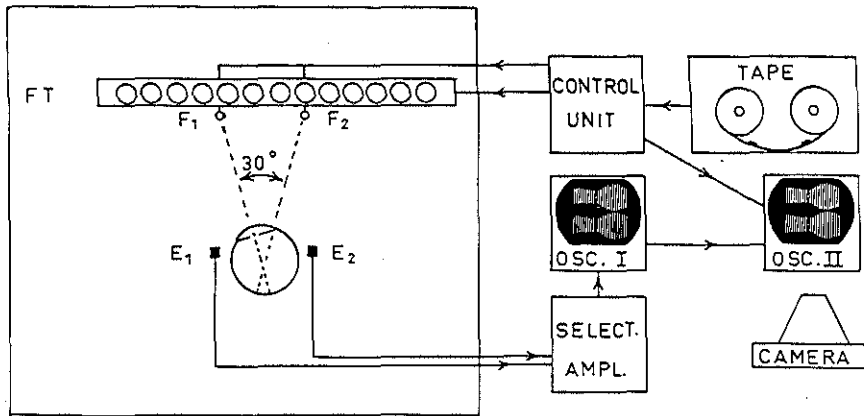 FT
F1
F2
30°
E1
E2
CONTROL
UNIT
TAPE
OSC. I
OSC. II
SELECT.
AMPL.
CAMERA